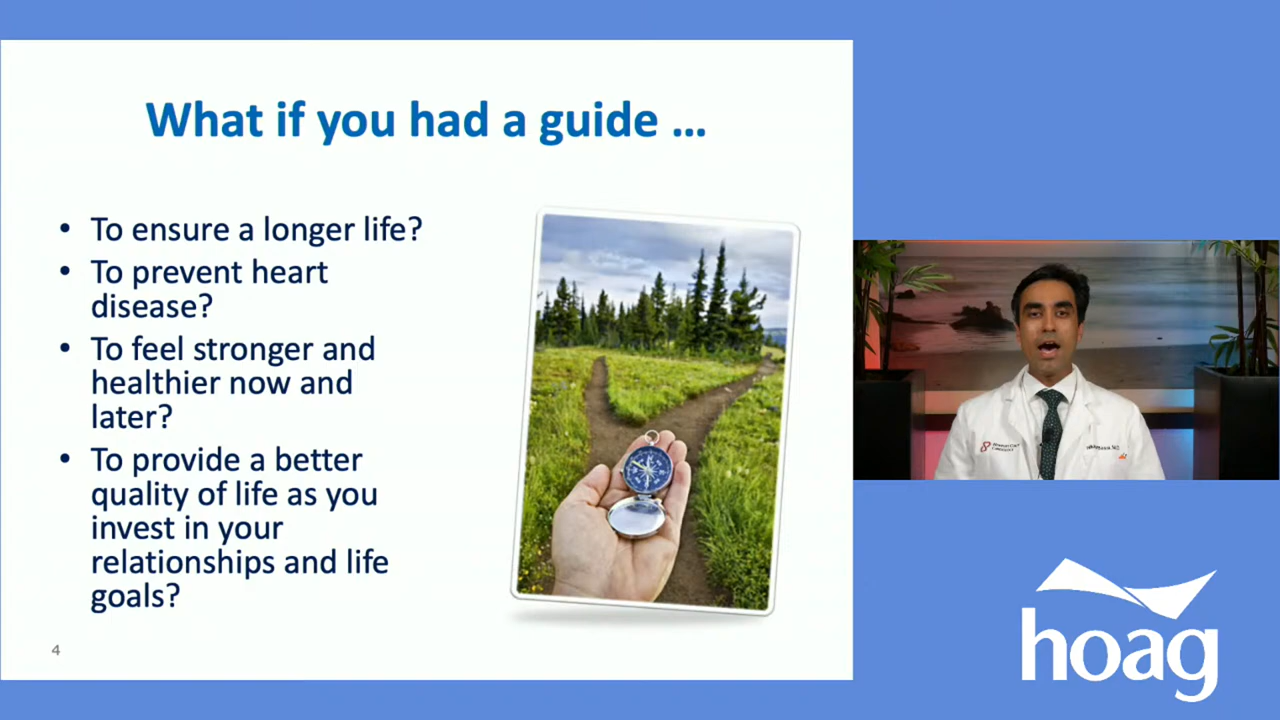 What if you had a guide ...
• To ensure a longer life?
• To prevent heart
disease?
• To feel stronger and
healthier now and
later?
• To provide a better
quality of life as you
invest in your
relationships and life
goals?
4
hoag